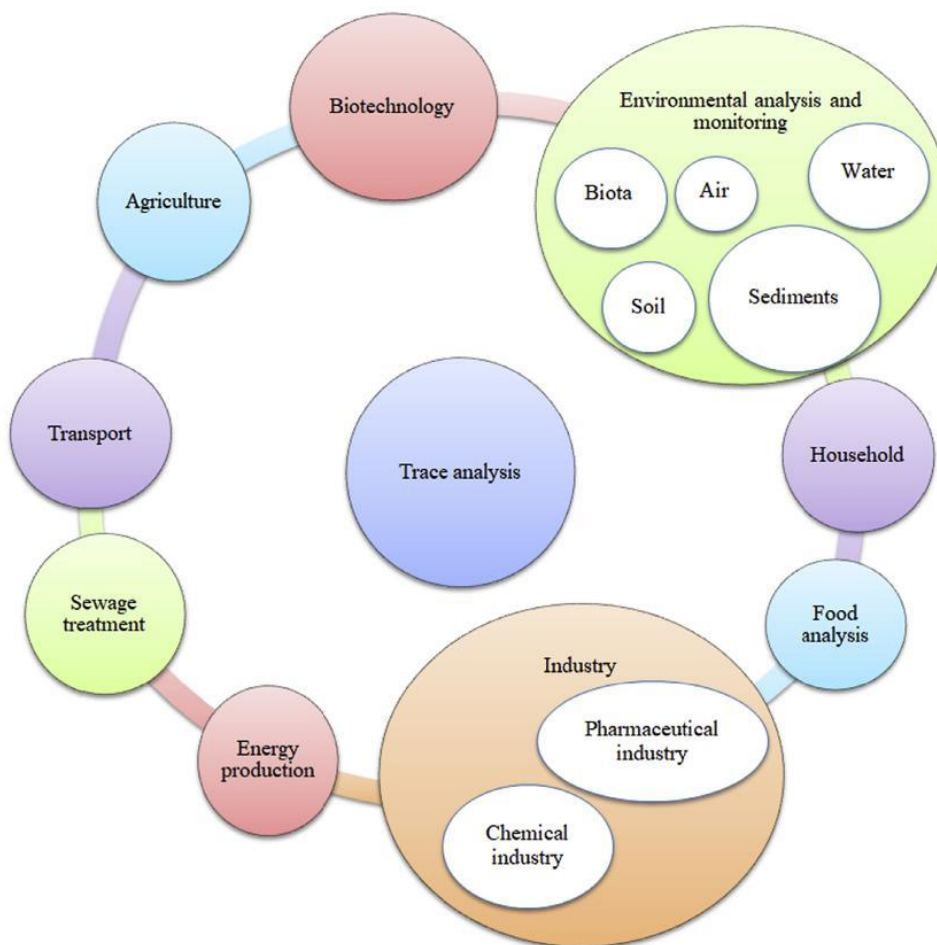 Biotechnology
Environmental analysis and
monitoring
Biota
Air
Water
Soil
Sediments
Agriculture
Transport
Trace analysis
Household
Sewage
treatment
Food
analysis
Industry
Pharmaceutical
industry
Energy
production
Chemical
industry